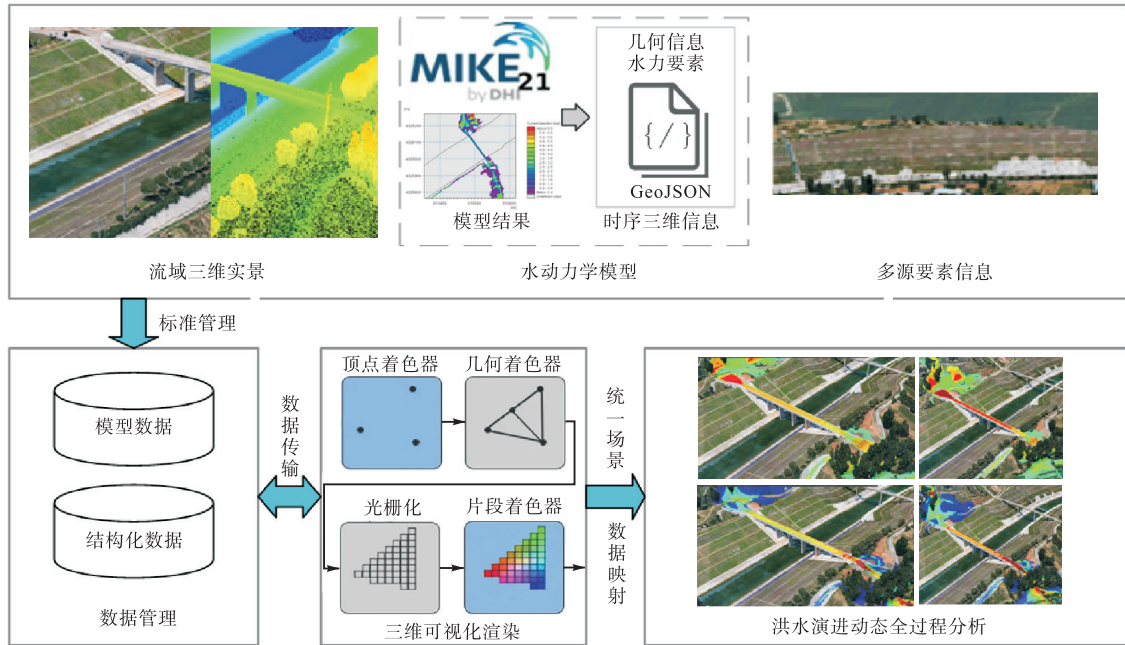 MIKE 21
by DHI
几何信息
水力要素
{/}
GeoJSON
模型结果
时序三维信息
流域三维实景
水动力学模型
多源要素信息
标准管理
模型数据
结构化数据
数据管理
数据传输
顶点着色器
几何着色器
光栅化
片段着色器
三维可视化渲染
统一场景
数据映射
洪水演进动态全过程分析